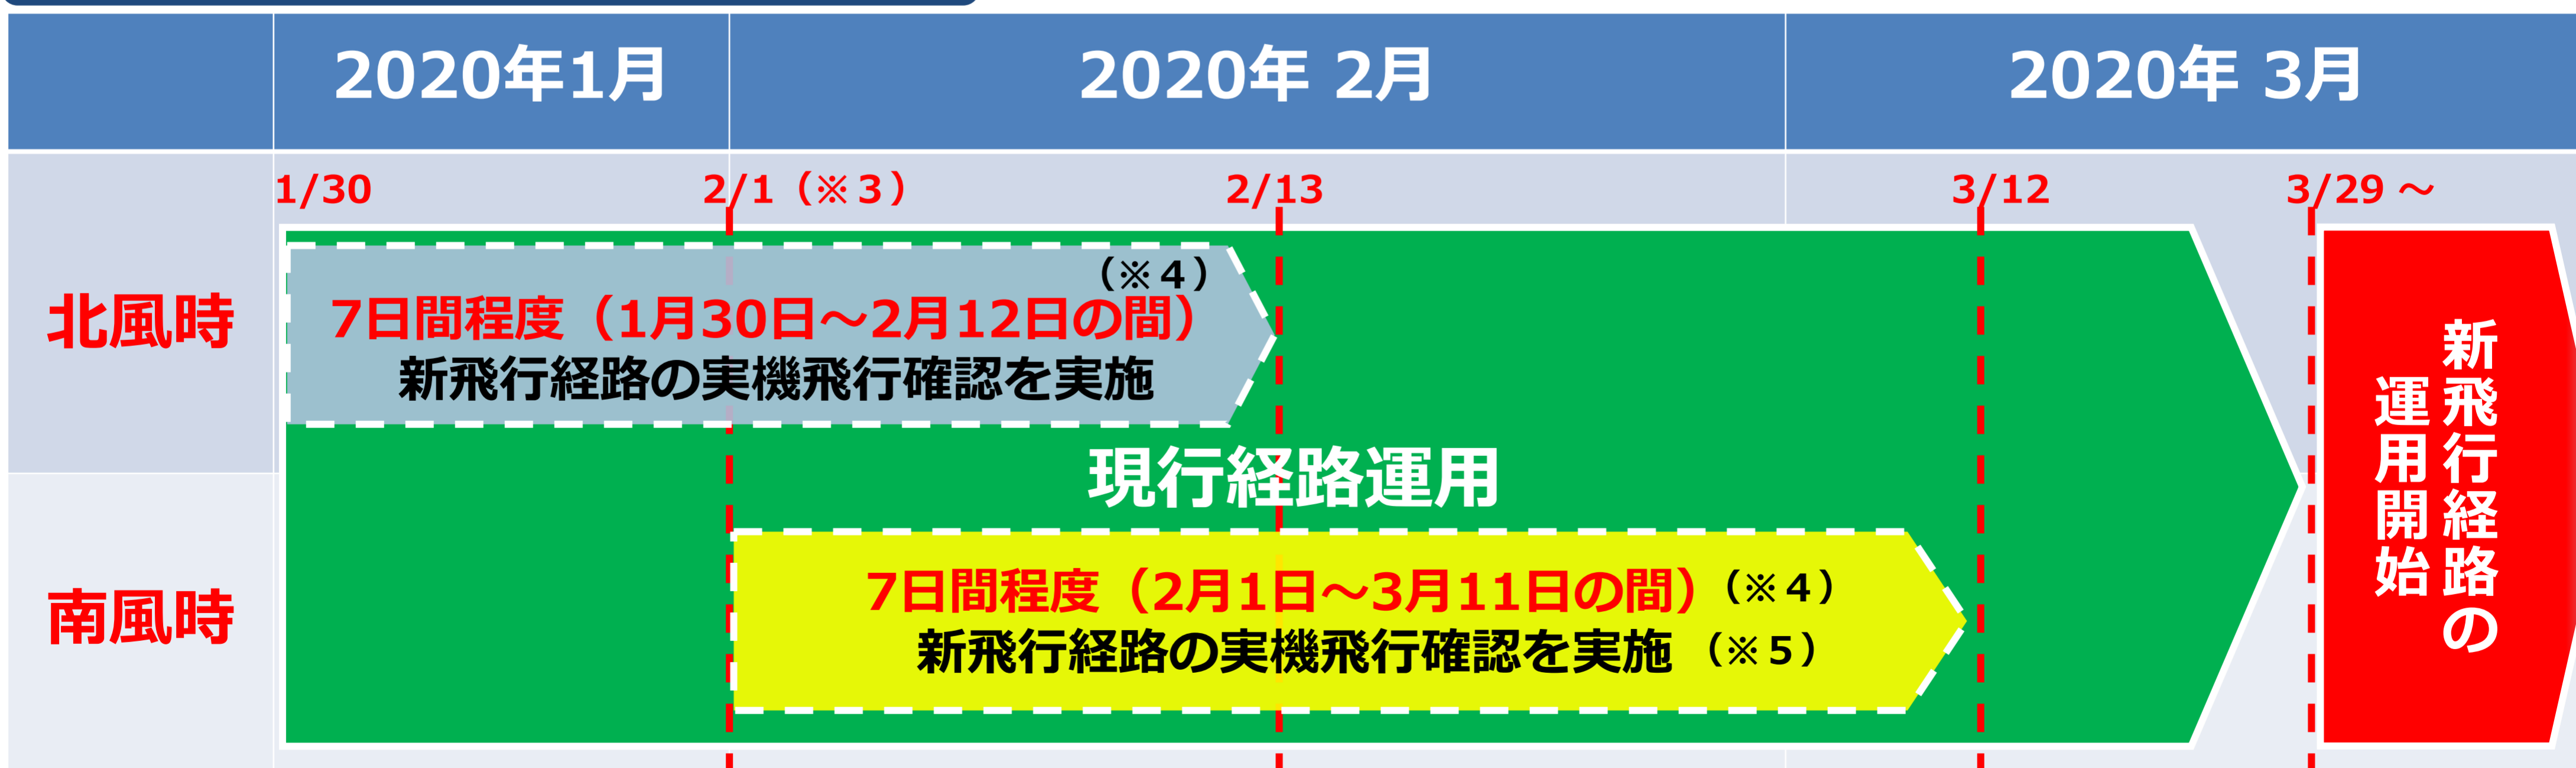 2020年1月
2020年 2月
2020年 3月
1/30
2/1（※３）
2/13
3/12
3/29 ～
北風時
（※４）
7日間程度（1月30日～2月12日の間）
新飛行経路の実機飛行確認を実施
現行経路運用
南風時
7日間程度（2月1日～3月11日の間）（※４）
新飛行経路の実機飛行確認を実施（※５）
新飛行経路の
運用開始